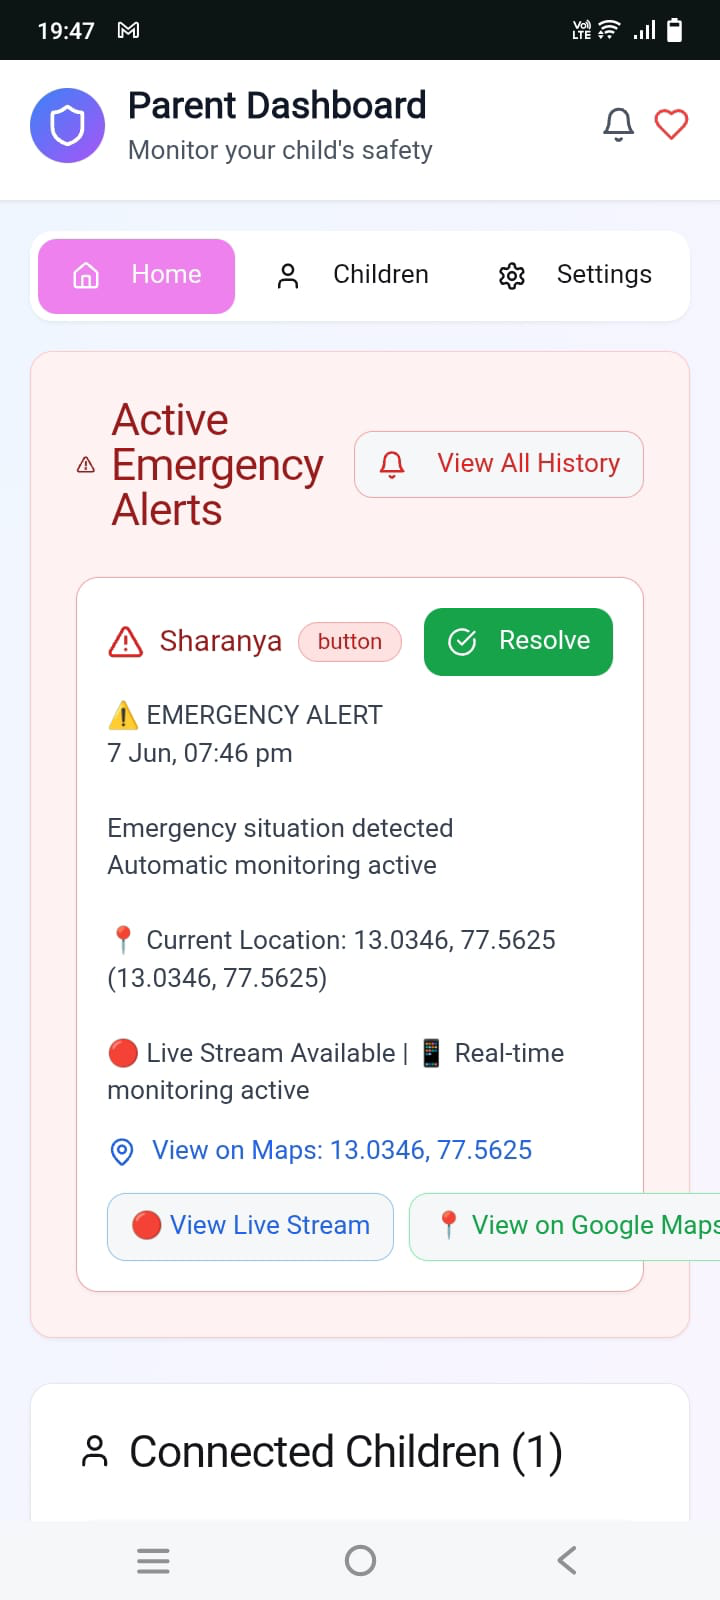 19:47
Vo) LTE
Parent Dashboard
Monitor your child's safety
Home Children Settings
Active
Emergency
Alerts
View All History
Sharanya button Resolve
⚠️ EMERGENCY ALERT
7 Jun, 07:46 pm
Emergency situation detected
Automatic monitoring active
📍 Current Location: 13.0346, 77.5625
(13.0346, 77.5625)
🔴 Live Stream Available | 📱 Real-time
monitoring active
View on Maps: 13.0346, 77.5625
🔴 View Live Stream 📍 View on Google Maps
Connected Children (1)